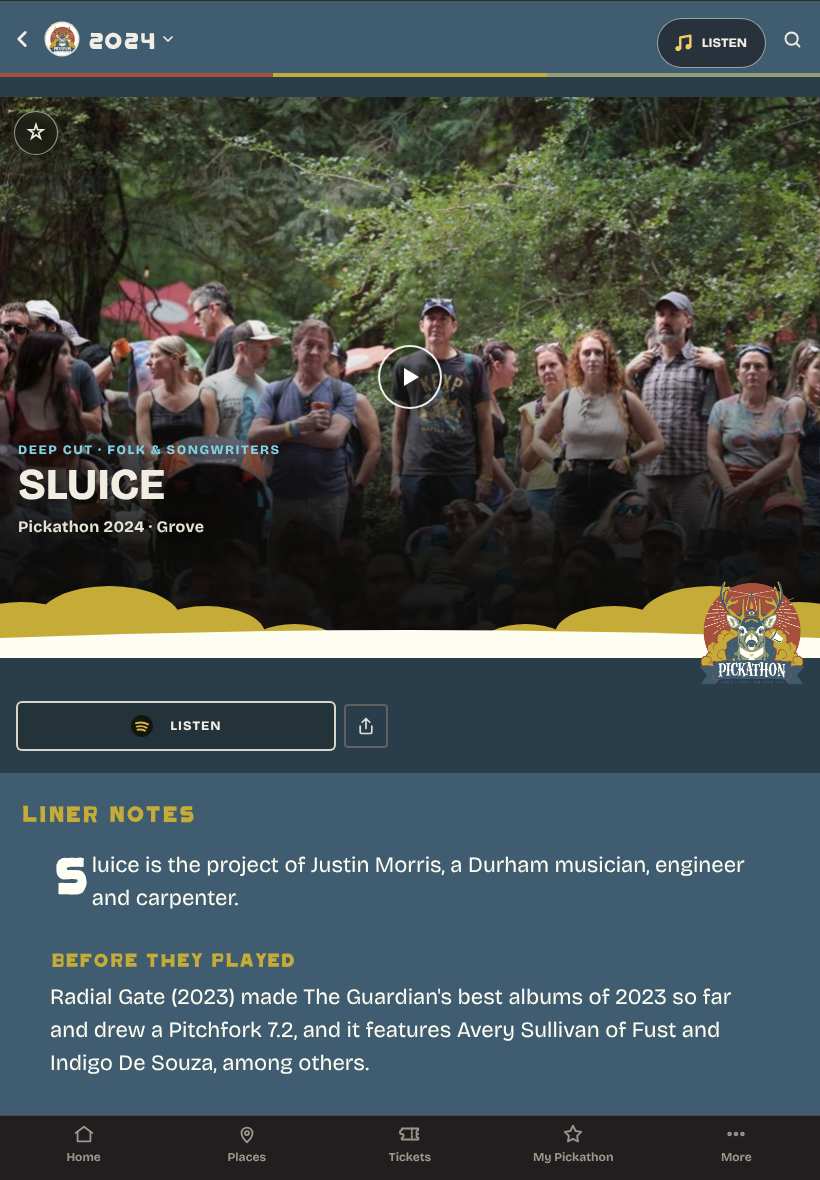 2024
LISTEN
DEEP CUT · FOLK & SONGWRITERS
SLUICE
Pickathon 2024 · Grove
PICKATHON
LISTEN
LINER NOTES
Sluice is the project of Justin Morris, a Durham musician, engineer
and carpenter.
BEFORE THEY PLAYED
Radial Gate (2023) made The Guardian's best albums of 2023 so far
and drew a Pitchfork 7.2, and it features Avery Sullivan of Fust and
Indigo De Souza, among others.
Home
Places
Tickets
My Pickathon
More